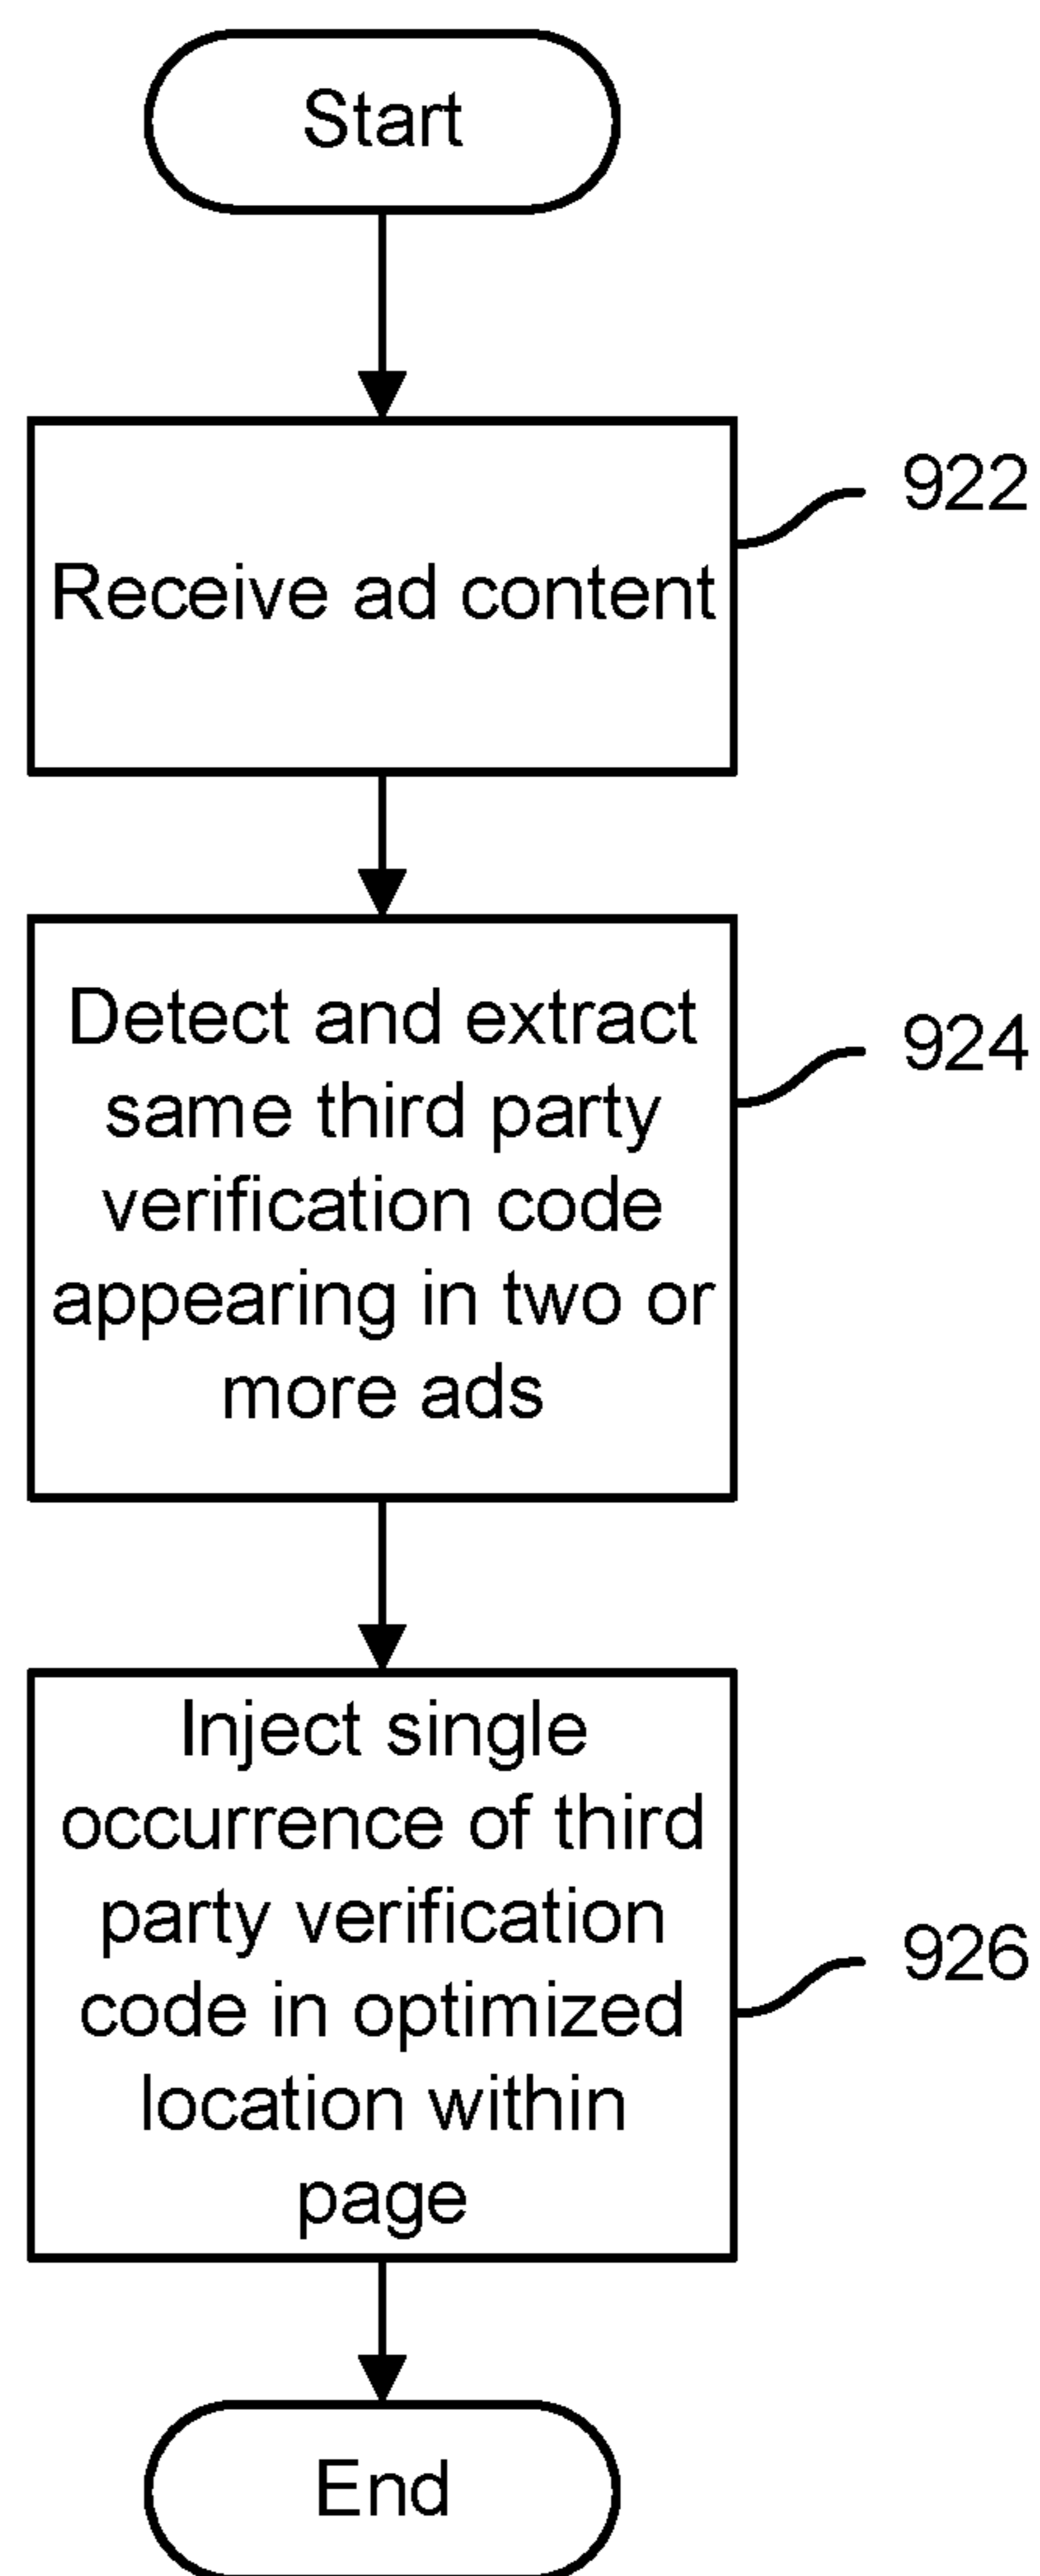 Start
922
Receive ad content
Detect and extract
924
same third party
verification code
appearing in two or
more ads
Inject single
occurrence of third
party verification
926
code in optimized
location within
page
End